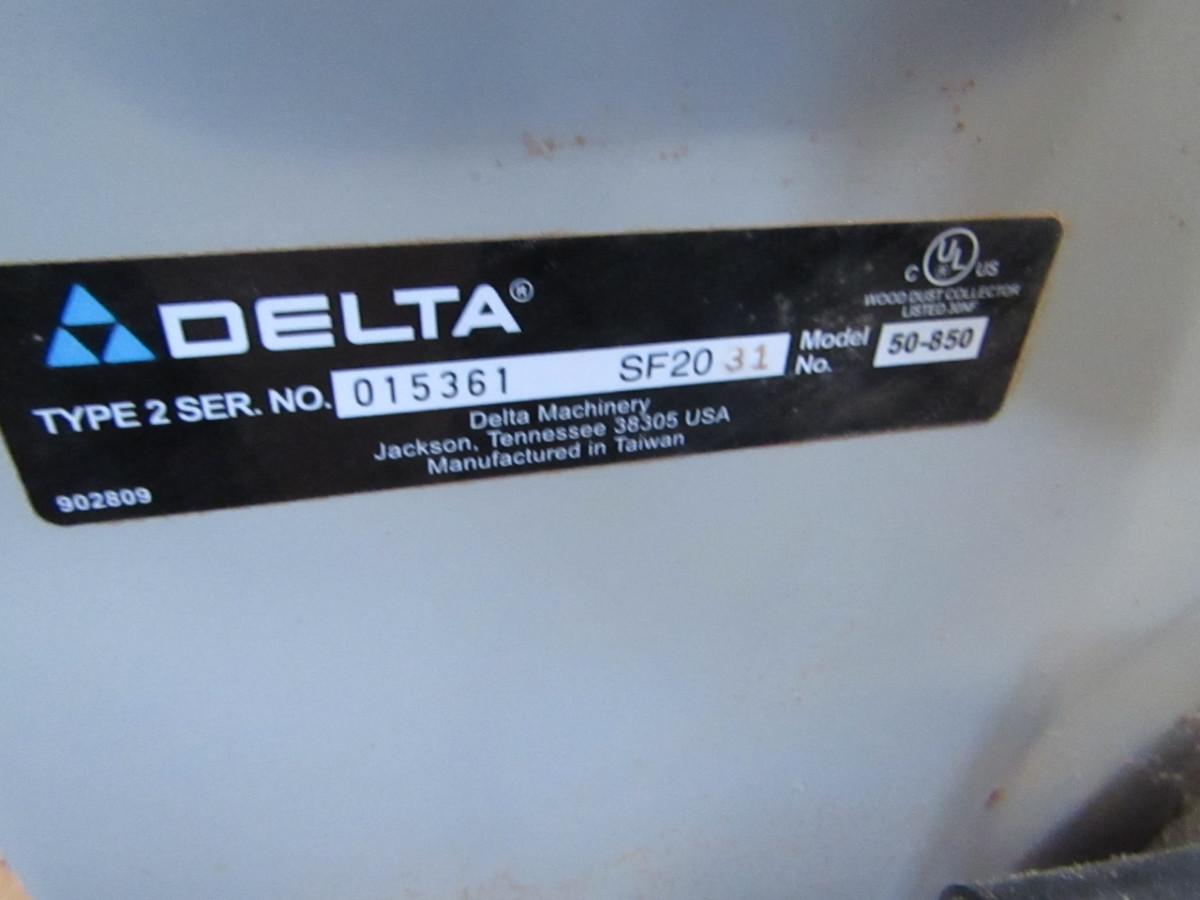 DELTA®
C UL® US
WOOD DUST COLLECTOR
LISTED 30NF
TYPE 2 SER. NO. 015361 SF20 31 Model No. 50-850
Delta Machinery
Jackson, Tennessee 38305 USA
Manufactured in Taiwan
902809